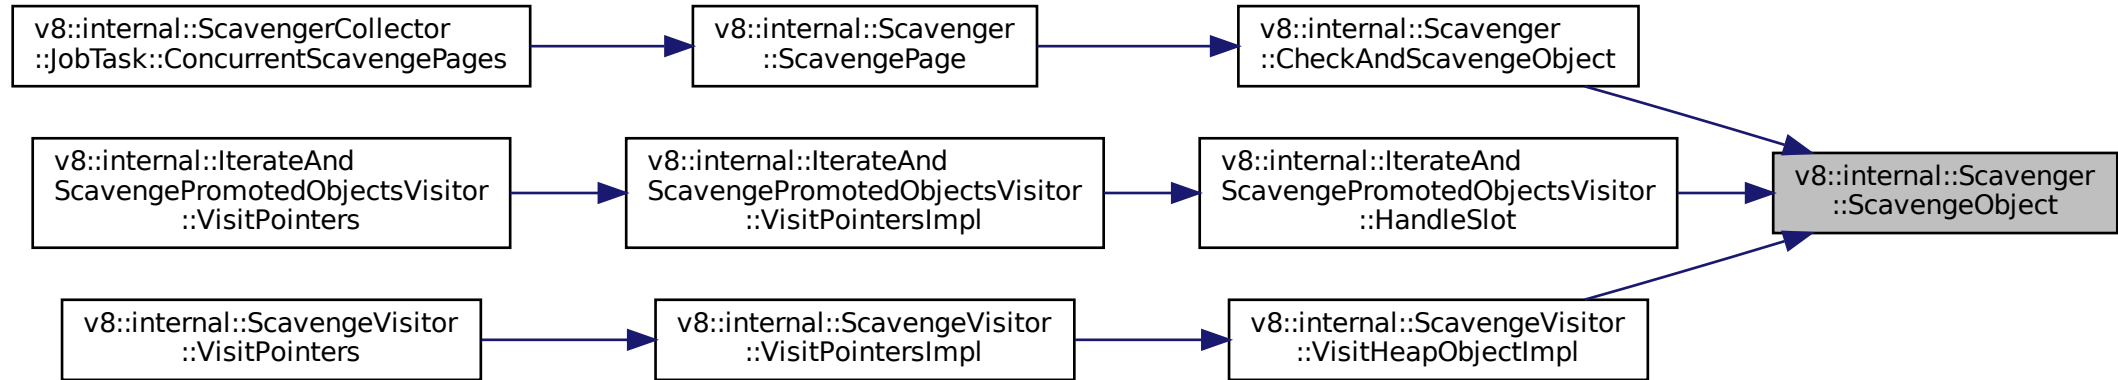 v8::internal::ScavengerCollector
::JobTask::ConcurrentScavengePages
v8::internal::Scavenger
::ScavengePage
v8::internal::Scavenger
::CheckAndScavengeObject
v8::internal::IterateAnd
ScavengePromotedObjectsVisitor
::VisitPointers
v8::internal::IterateAnd
ScavengePromotedObjectsVisitor
::VisitPointersImpl
v8::internal::IterateAnd
ScavengePromotedObjectsVisitor
::HandleSlot
v8::internal::Scavenger
::ScavengeObject
v8::internal::ScavengeVisitor
::VisitPointers
v8::internal::ScavengeVisitor
::VisitPointersImpl
v8::internal::ScavengeVisitor
::VisitHeapObjectImpl